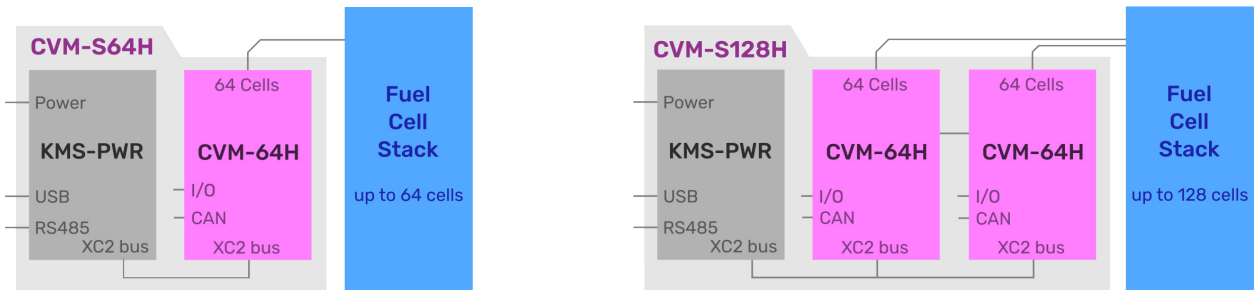 CVM-S64H
64 Cells
Power
KMS-PWR
CVM-64H
I/O
USB
CAN
RS485
XC2 bus
XC2 bus
Fuel
Cell
Stack
up to 64 cells
CVM-S128H
64 Cells
64 Cells
Power
KMS-PWR
CVM-64H
CVM-64H
USB
I/O
I/O
RS485
CAN
CAN
XC2 bus
XC2 bus
XC2 bus
Fuel
Cell
Stack
up to 128 cells